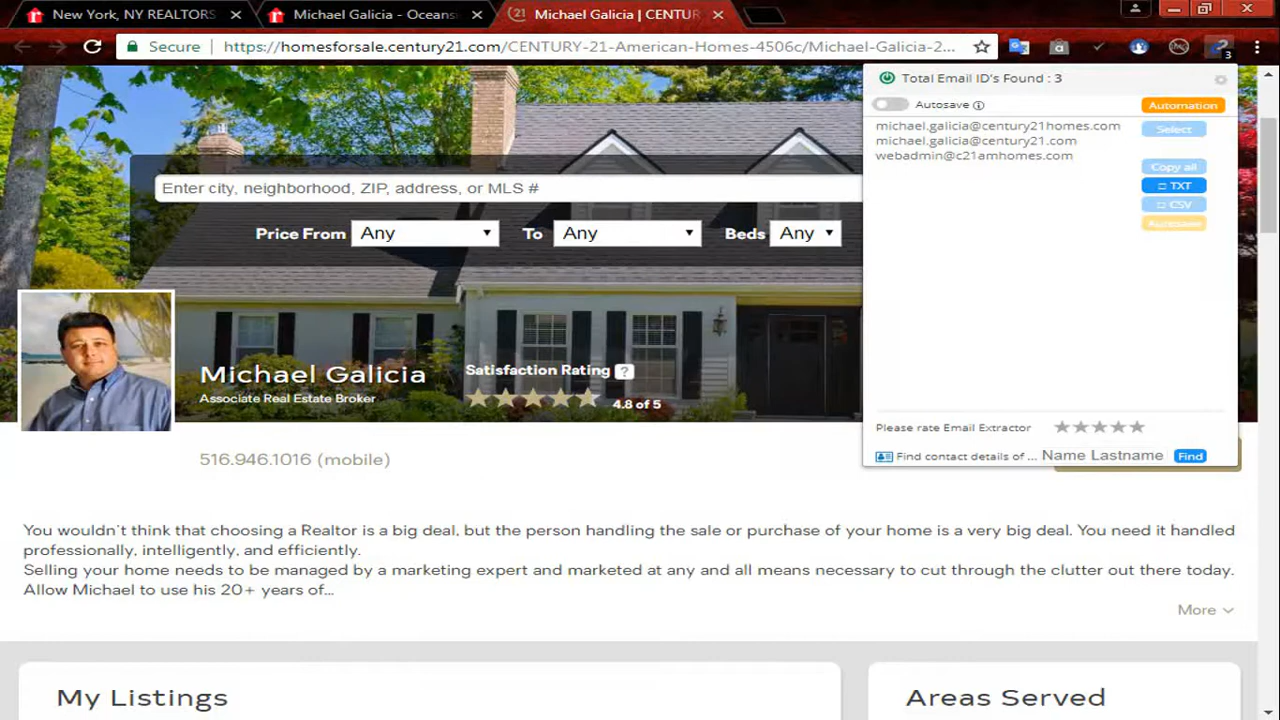 New York, NY REALTORS
Michael Galicia - Oceans
Michael Galicia | CENTUR
Secure https://homesforsale.century21.com/CENTURY-21-American-Homes-4506c/Michael-Galicia-2...
3
Total Email ID's Found : 3
Autosave
Automation
michael.galicia@century21homes.com
michael.galicia@century21.com
webadmin@c21amhomes.com
Select
Copy all
TXT
CSV
Autosave
Please rate Email Extractor
Find contact details of ... Name Lastname Find
Enter city, neighborhood, ZIP, address, or MLS #
Price From Any To Any Beds Any
Michael Galicia
Associate Real Estate Broker
Satisfaction Rating ?
4.8 of 5
516.946.1016 (mobile)
You wouldn't think that choosing a Realtor is a big deal, but the person handling the sale or purchase of your home is a very big deal. You need it handled
professionally, intelligently, and efficiently.
Selling your home needs to be managed by a marketing expert and marketed at any and all means necessary to cut through the clutter out there today.
Allow Michael to use his 20+ years of...
More
My Listings
Areas Served